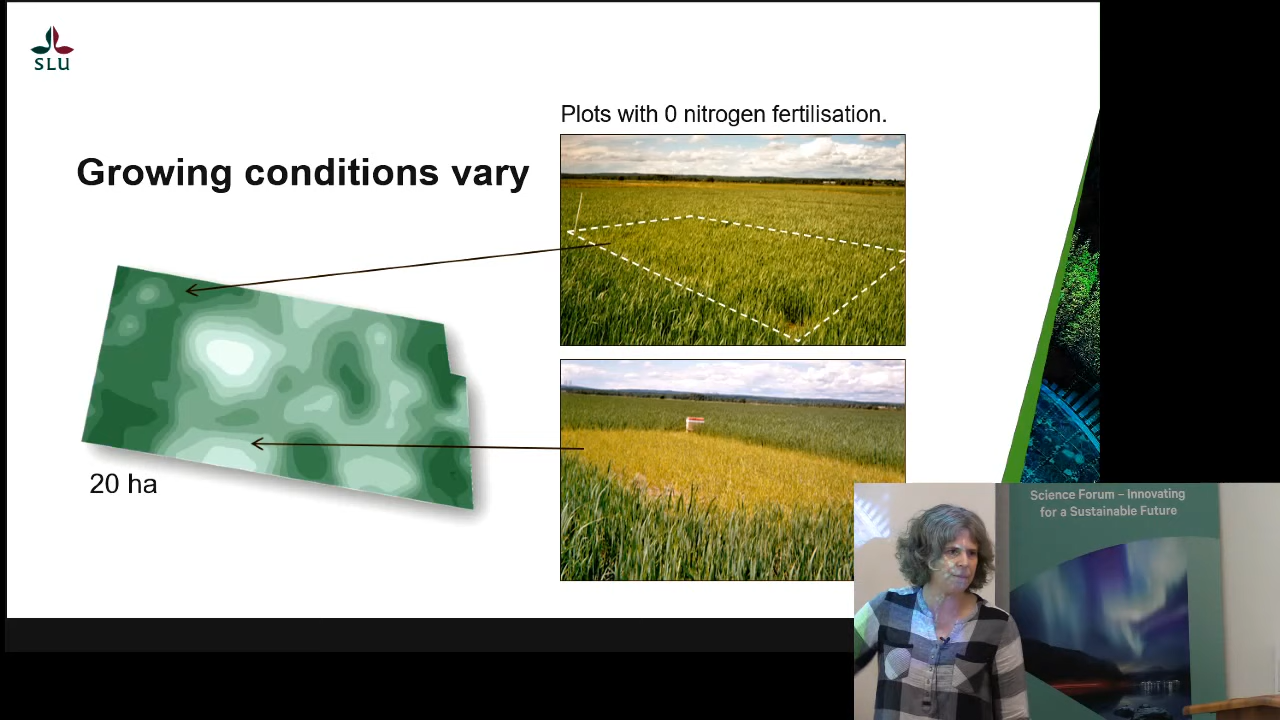 SLU
Plots with 0 nitrogen fertilisation.
Growing conditions vary
20 ha
Science Forum – Innovating
for a Sustainable Future